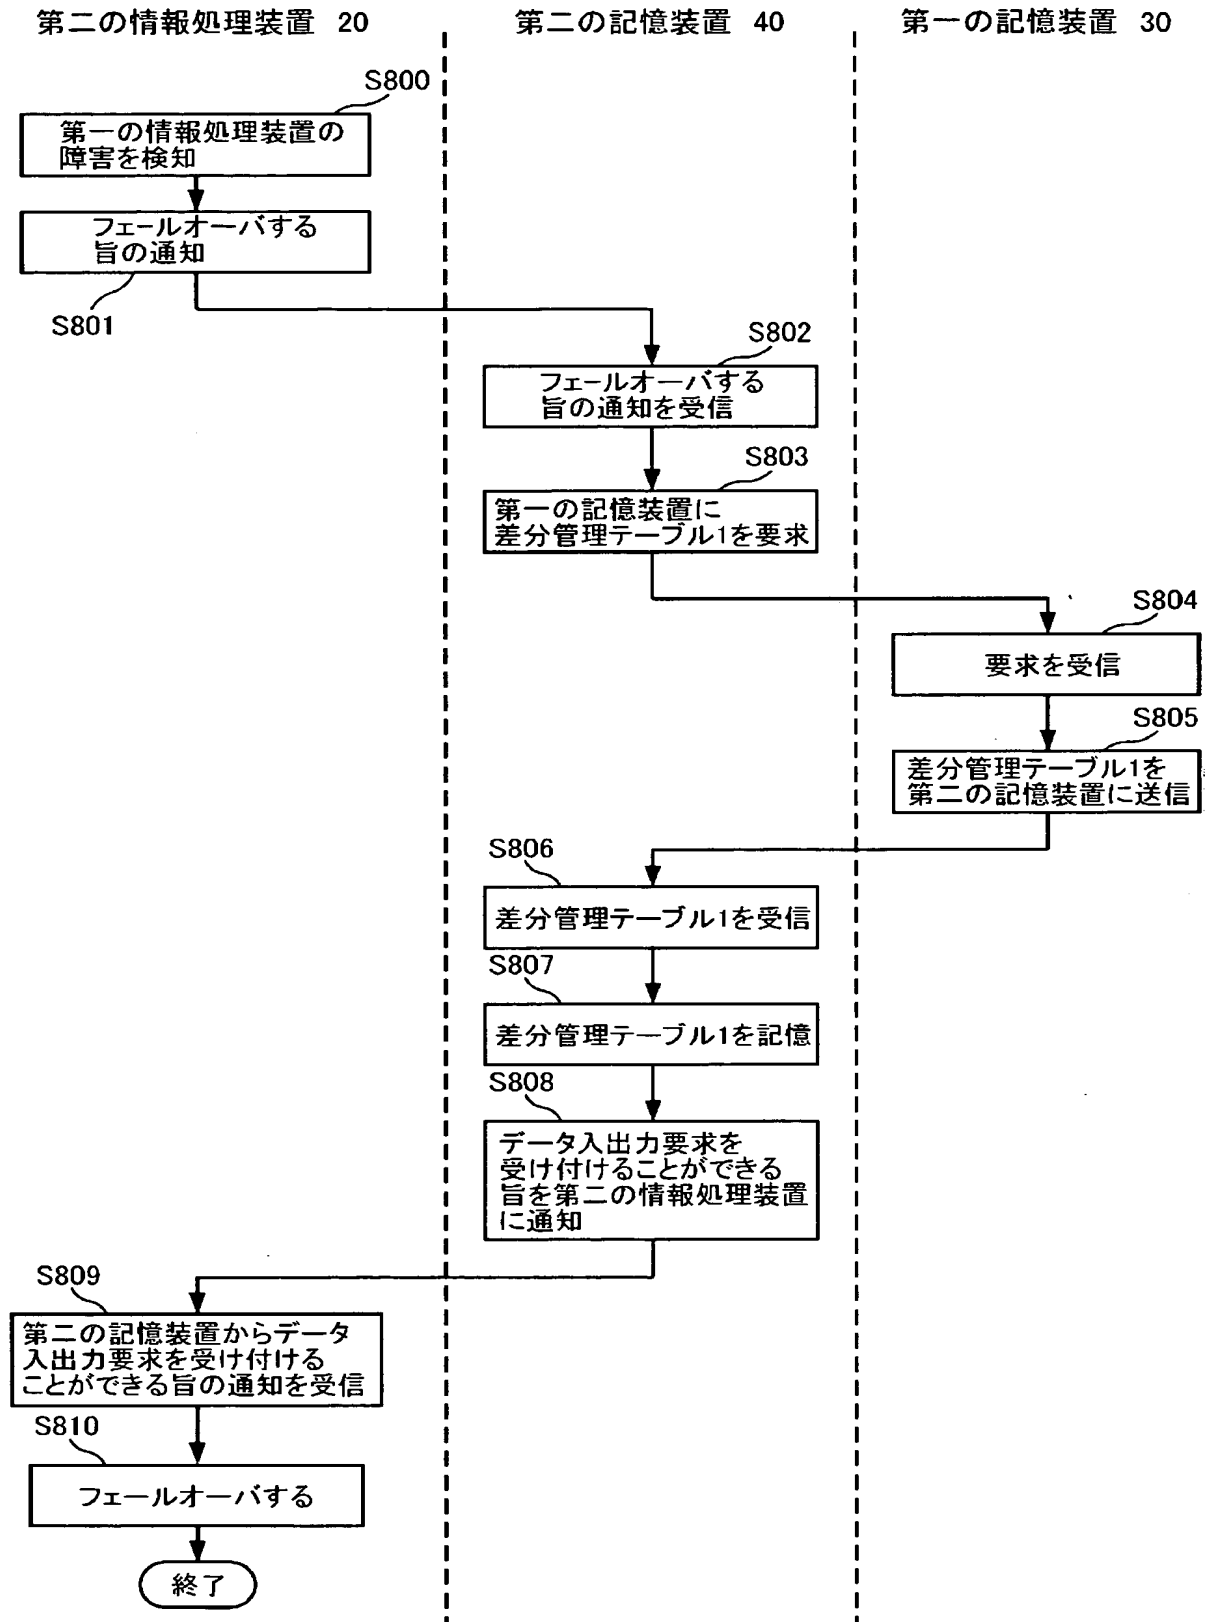 第二の情報処理装置 20
第二の記憶装置 40
第一の記憶装置 30
S800
第一の情報処理装置の
障害を検知
フェールオーバする
旨の通知
S801
S802
フェールオーバする
旨の通知を受信
S803
第一の記憶装置に
差分管理テーブル1を要求
S804
要求を受信
S805
差分管理テーブル1を
第二の記憶装置に送信
S806
差分管理テーブル1を受信
S807
差分管理テーブル1を記憶
S808
データ入出力要求を
受け付けることができる
旨を第二の情報処理装置
に通知
S809
第二の記憶装置からデータ
入出力要求を受け付ける
ことができる旨の通知を受信
S810
フェールオーバする
終了